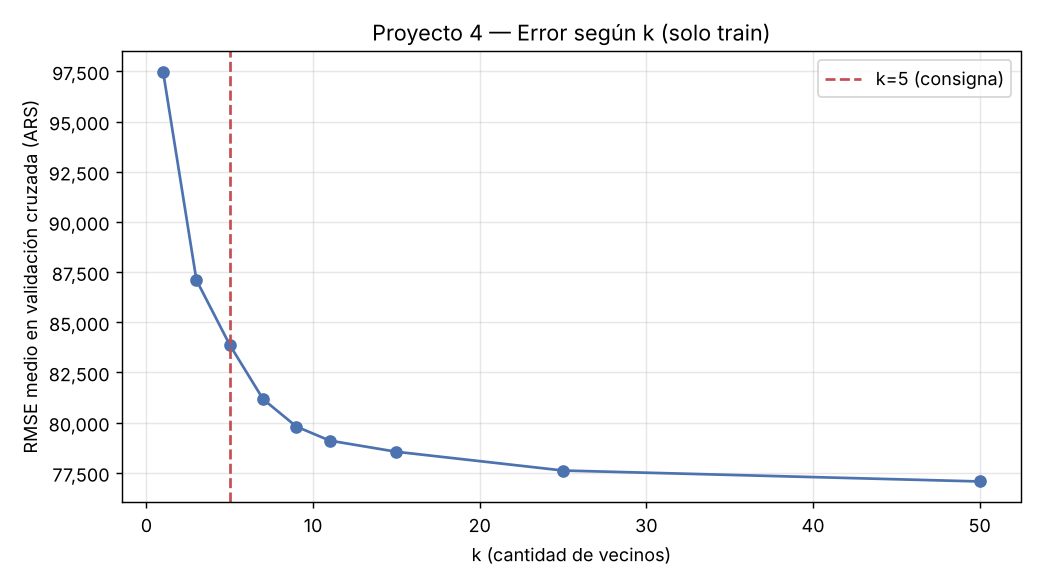 Proyecto 4 — Error según k (solo train)
k=5 (consigna)
RMSE medio en validación cruzada (ARS)
97,500
95,000
92,500
90,000
87,500
85,000
82,500
80,000
77,500
0 10 20 30 40 50
k (cantidad de vecinos)